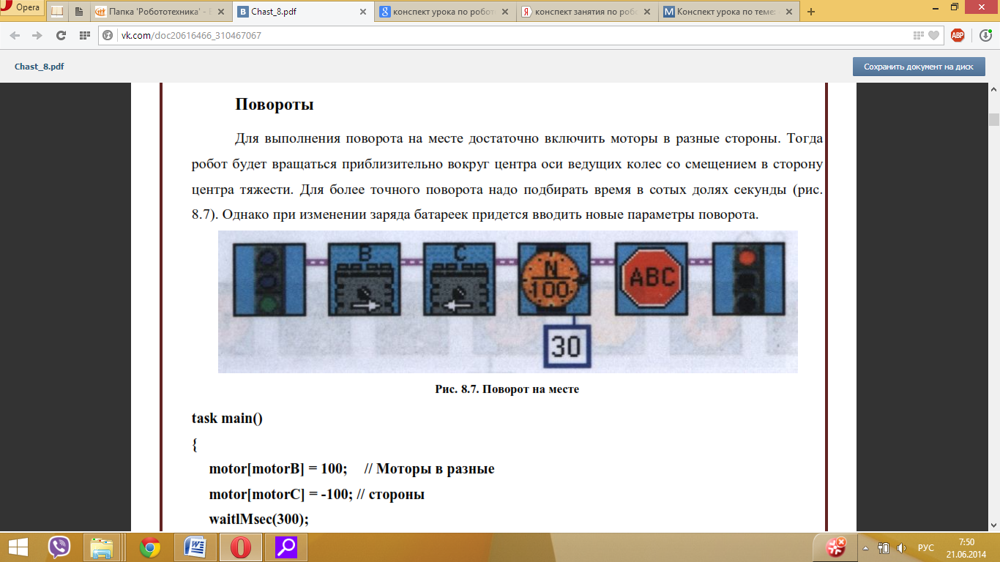 Opera
Папка 'Робототехника' -
Chast_8.pdf
конспект урока по робот
конспект занятия по роб
Конспект урока по теме:
vk.com/doc20616466_310467067
ABP
Chast_8.pdf
Сохранить документ на диск
Повороты
Для выполнения поворота на месте достаточно включить моторы в разные стороны. Тогда
робот будет вращаться приблизительно вокруг центра оси ведущих колес со смещением в сторону
центра тяжести. Для более точного поворота надо подбирать время в сотых долях секунды (рис.
8.7). Однако при изменении заряда батареек придется вводить новые параметры поворота.
B
C
N
100
ABC
30
Рис. 8.7. Поворот на месте
task main()
{
motor[motorB] = 100; // Моторы в разные
motor[motorC] = -100; // стороны
waitlMsec(300);
РУС
7:50
21.06.2014